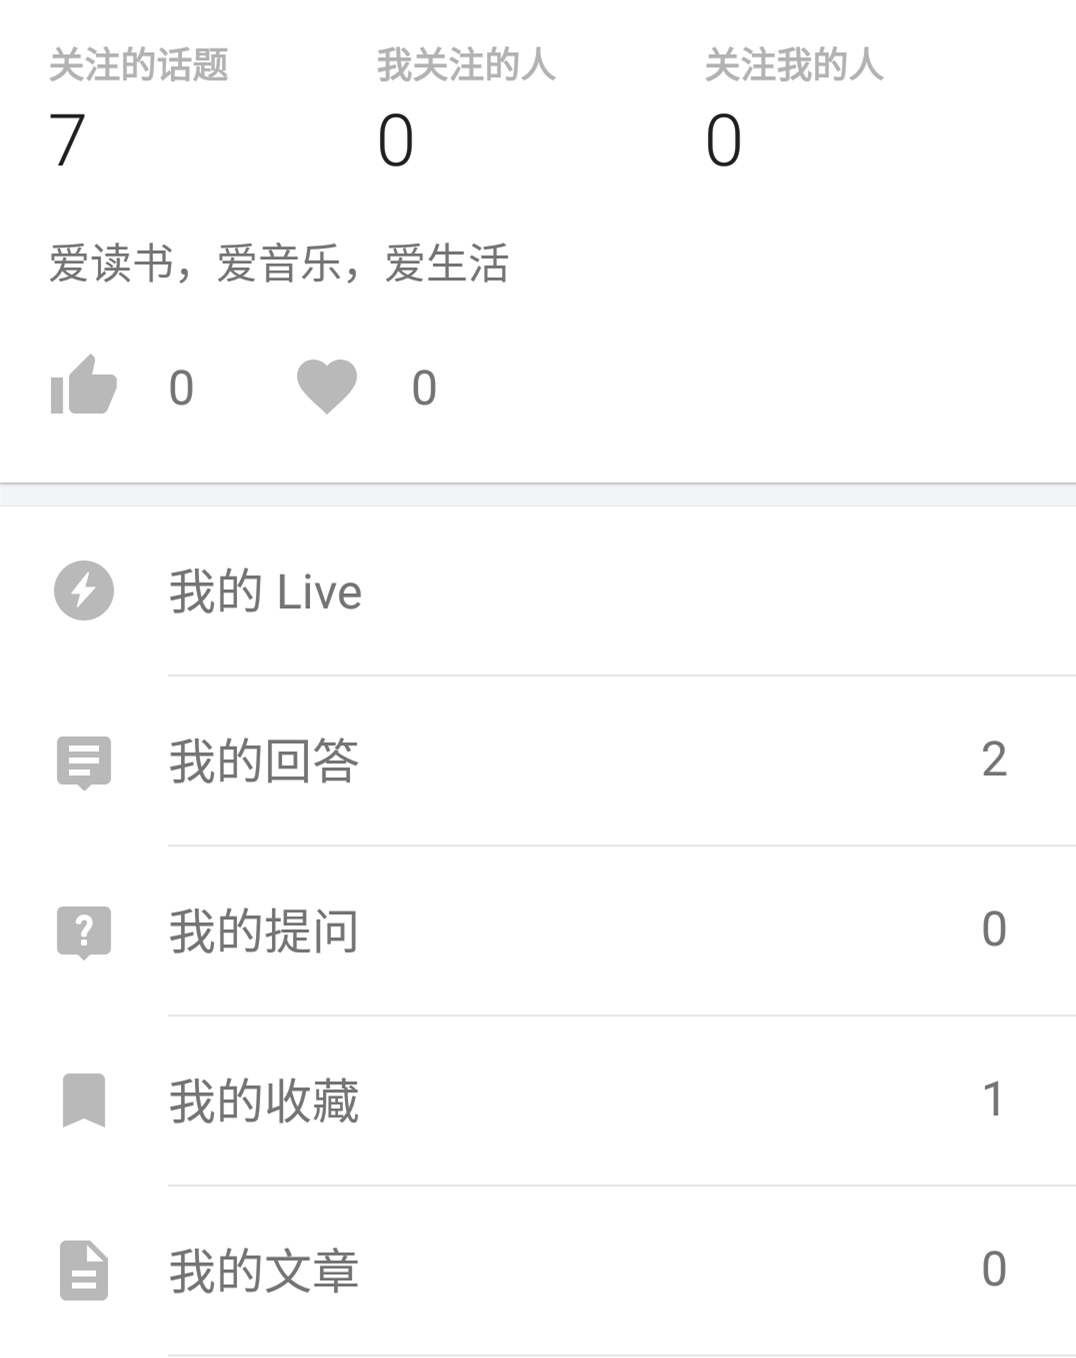 关注的话题 我关注的人 关注我的人
7 0 0
爱读书，爱音乐，爱生活
0 0
我的 Live
我的回答 2
我的提问 0
我的收藏 1
我的文章 0